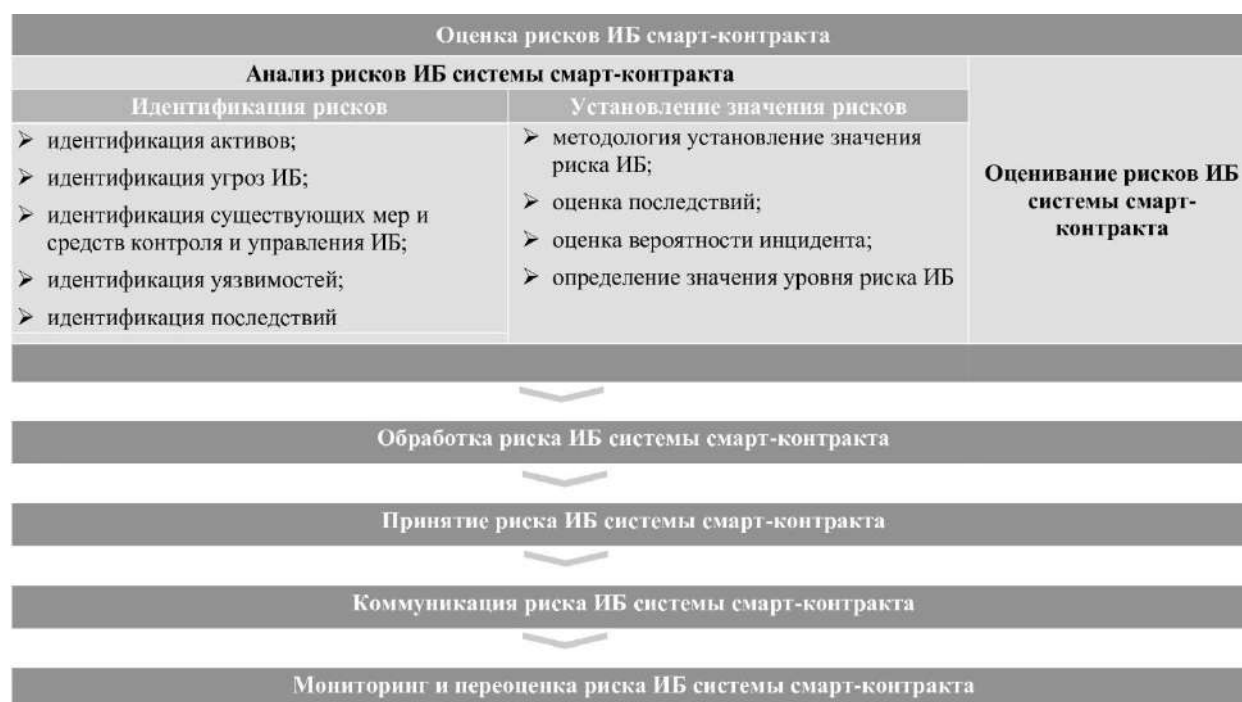 Оценка рисков ИБ смарт-контракта
Анализ рисков ИБ системы смарт-контракта
Идентификация рисков
➢ идентификация активов;
➢ идентификация угроз ИБ;
➢ идентификация существующих мер и
средств контроля и управления ИБ;
➢ идентификация уязвимостей;
➢ идентификация последствий
Установление значения рисков
➢ методология установление значения
риска ИБ;
➢ оценка последствий;
➢ оценка вероятности инцидента;
➢ определение значения уровня риска ИБ
Оценивание рисков ИБ
системы смарт-
контракта
Обработка риска ИБ системы смарт-контракта
Принятие риска ИБ системы смарт-контракта
Коммуникация риска ИБ системы смарт-контракта
Мониторинг и переоценка риска ИБ системы смарт-контракта